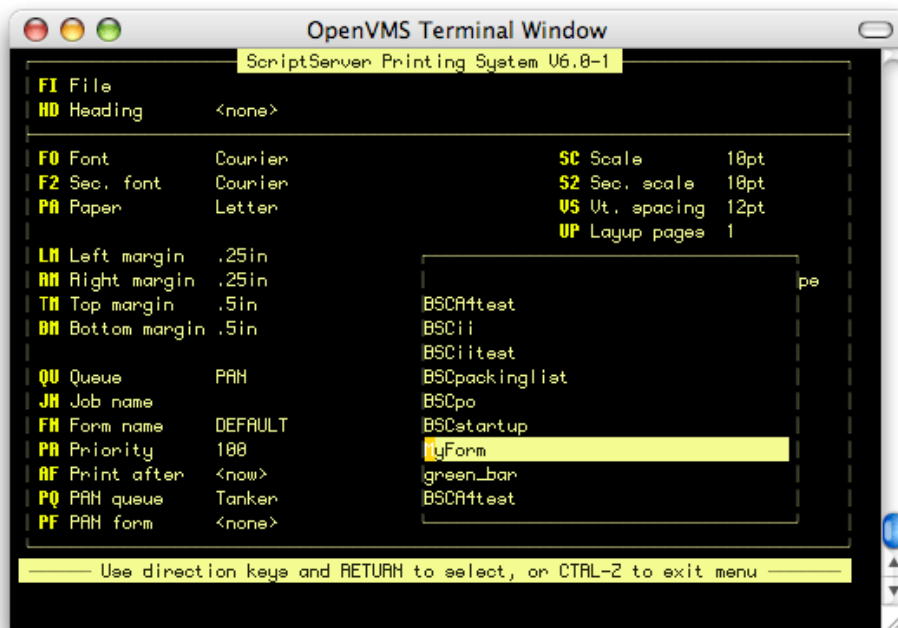 OpenVMS Terminal Window
ScriptServer Printing System V6.0-1
FI File
HD Heading <none>
FO Font Courier SC Scale 10pt
F2 Sec. font Courier S2 Sec. scale 10pt
PA Paper Letter VS Vt. spacing 12pt
UP Layup pages 1
LM Left margin .25in
RM Right margin .25in pe
TM Top margin .5in BSCA4test
BM Bottom margin .5in BSCii
BSCiitest
QU Queue PAN BSCpackinglist
JN Job name BSCpo
FN Form name DEFAULT BSCstartup
PR Priority 100 MyForm
AF Print after <now> green_bar
PQ PAN queue Tanker BSCA4test
PF PAN form <none>
Use direction keys and RETURN to select, or CTRL-Z to exit menu